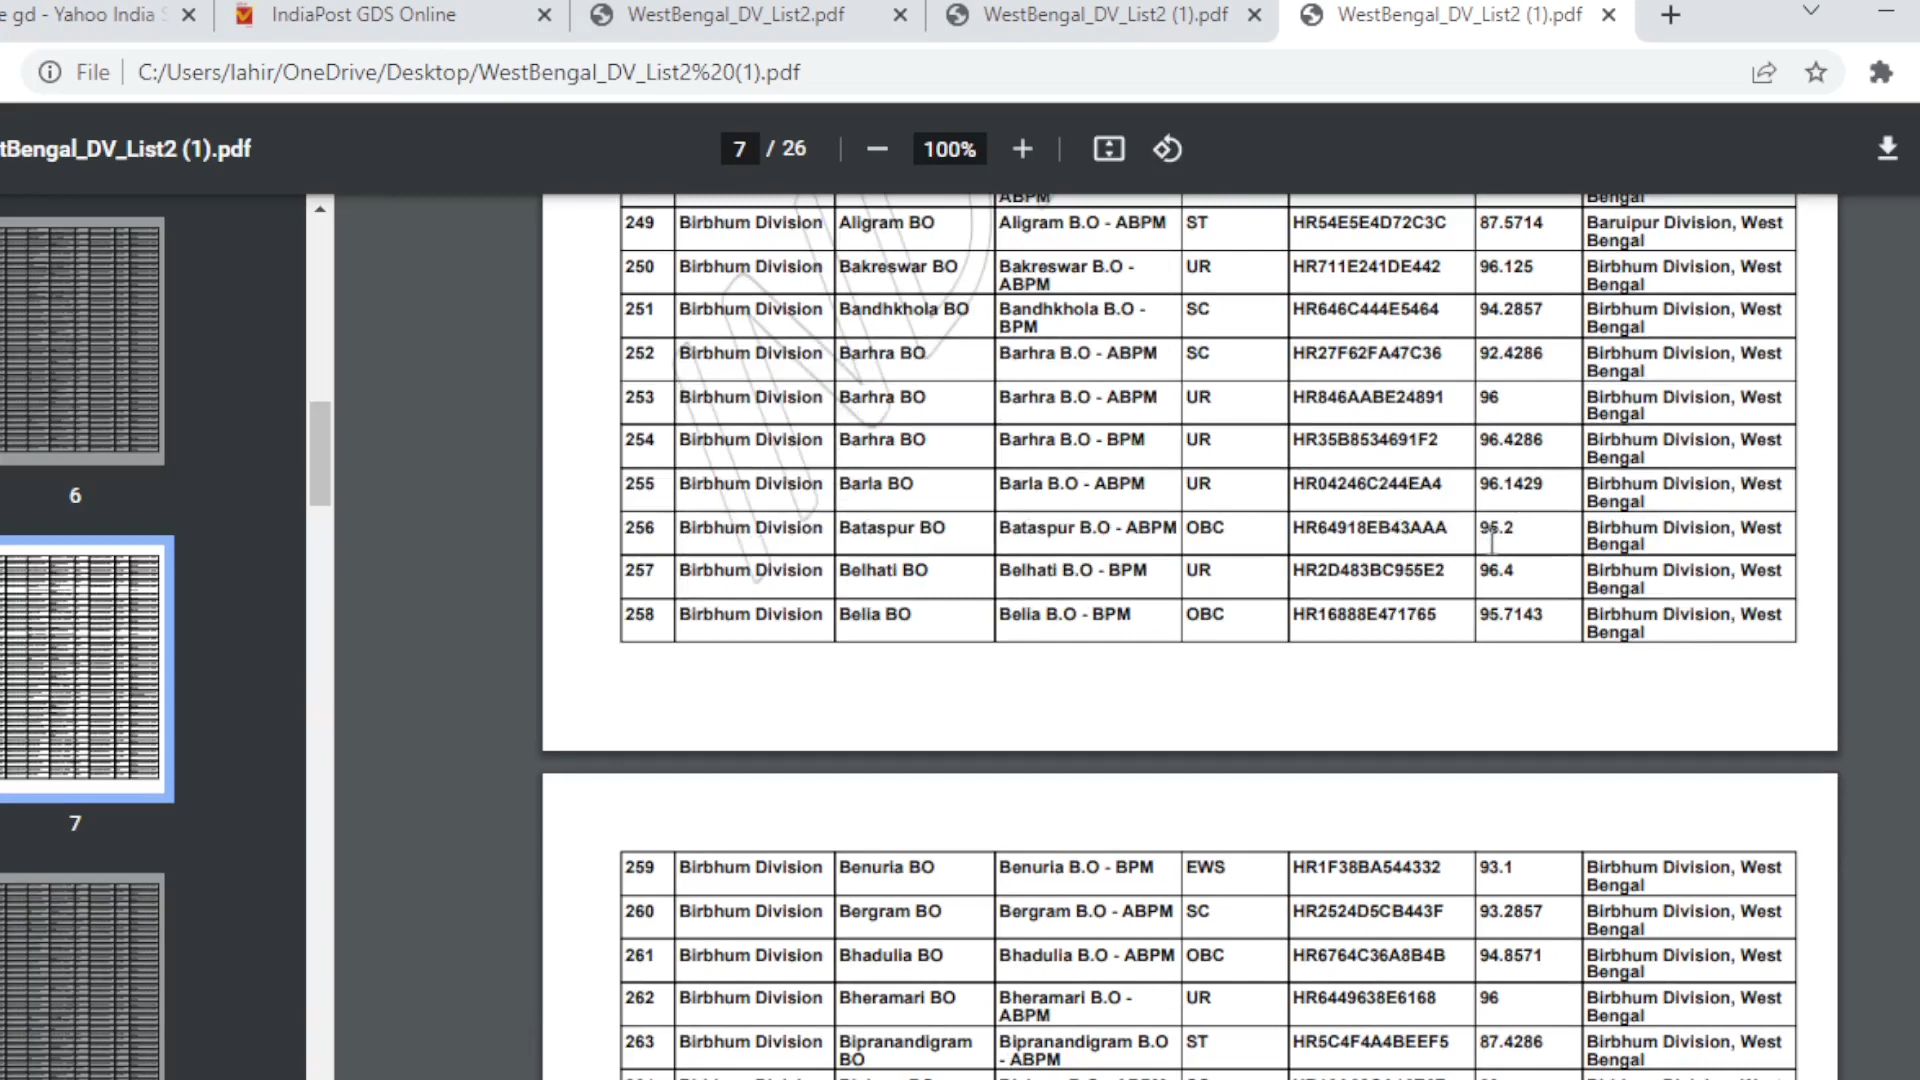 e gd - Yahoo India S
IndiaPost GDS Online
WestBengal_DV_List2.pdf
WestBengal_DV_List2 (1).pdf
WestBengal_DV_List2 (1).pdf
File
C:/Users/lahir/OneDrive/Desktop/WestBengal_DV_List2%20(1).pdf
tBengal_DV_List2 (1).pdf
7 / 26
100%
6
7
ABPM Bengal
249 Birbhum Division Aligram BO Aligram B.O - ABPM ST HR54E5E4D72C3C 87.5714 Baruipur Division, West
Bengal
250 Birbhum Division Bakreswar BO Bakreswar B.O - UR HR711E241DE442 96.125 Birbhum Division, West
ABPM Bengal
251 Birbhum Division Bandhkhola BO Bandhkhola B.O - SC HR646C444E5464 94.2857 Birbhum Division, West
BPM Bengal
252 Birbhum Division Barhra BO Barhra B.O - ABPM SC HR27F62FA47C36 92.4286 Birbhum Division, West
Bengal
253 Birbhum Division Barhra BO Barhra B.O - ABPM UR HR846AABE24891 96 Birbhum Division, West
Bengal
254 Birbhum Division Barhra BO Barhra B.O - BPM UR HR35B8534691F2 96.4286 Birbhum Division, West
Bengal
255 Birbhum Division Barla BO Barla B.O - ABPM UR HR04246C244EA4 96.1429 Birbhum Division, West
Bengal
256 Birbhum Division Bataspur BO Bataspur B.O - ABPM OBC HR64918EB43AAA 95.2 Birbhum Division, West
Bengal
257 Birbhum Division Belhati BO Belhati B.O - BPM UR HR2D483BC955E2 96.4 Birbhum Division, West
Bengal
258 Birbhum Division Belia BO Belia B.O - BPM OBC HR16888E471765 95.7143 Birbhum Division, West
Bengal
259 Birbhum Division Benuria BO Benuria B.O - BPM EWS HR1F38BA544332 93.1 Birbhum Division, West
Bengal
260 Birbhum Division Bergram BO Bergram B.O - ABPM SC HR2524D5CB443F 93.2857 Birbhum Division, West
Bengal
261 Birbhum Division Bhadulia BO Bhadulia B.O - ABPM OBC HR6764C36A8B4B 94.8571 Birbhum Division, West
Bengal
262 Birbhum Division Bheramari BO Bheramari B.O - UR HR6449638E6168 96 Birbhum Division, West
ABPM Bengal
263 Birbhum Division Bipranandigram Bipranandigram B.O ST HR5C4F4A4BEEF5 87.4286 Birbhum Division, West
BO - ABPM Bengal